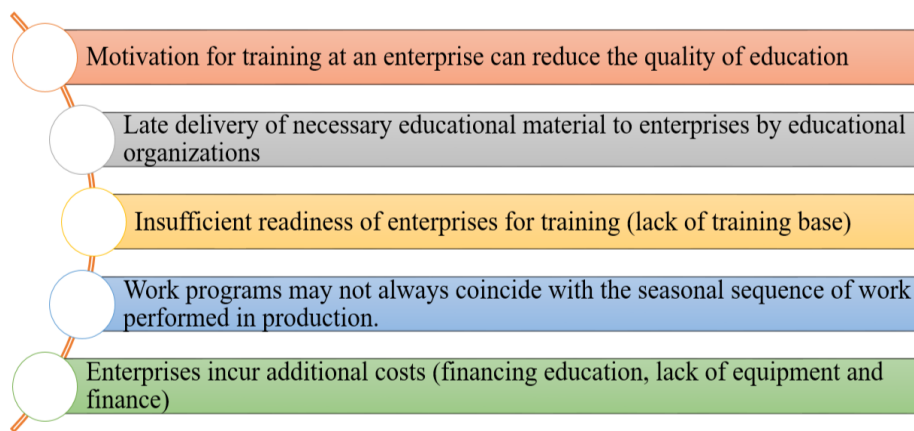 Motivation for training at an enterprise can reduce the quality of education
Late delivery of necessary educational material to enterprises by educational
organizations
Insufficient readiness of enterprises for training (lack of training base)
Work programs may not always coincide with the seasonal sequence of work
performed in production.
Enterprises incur additional costs (financing education, lack of equipment and
finance)